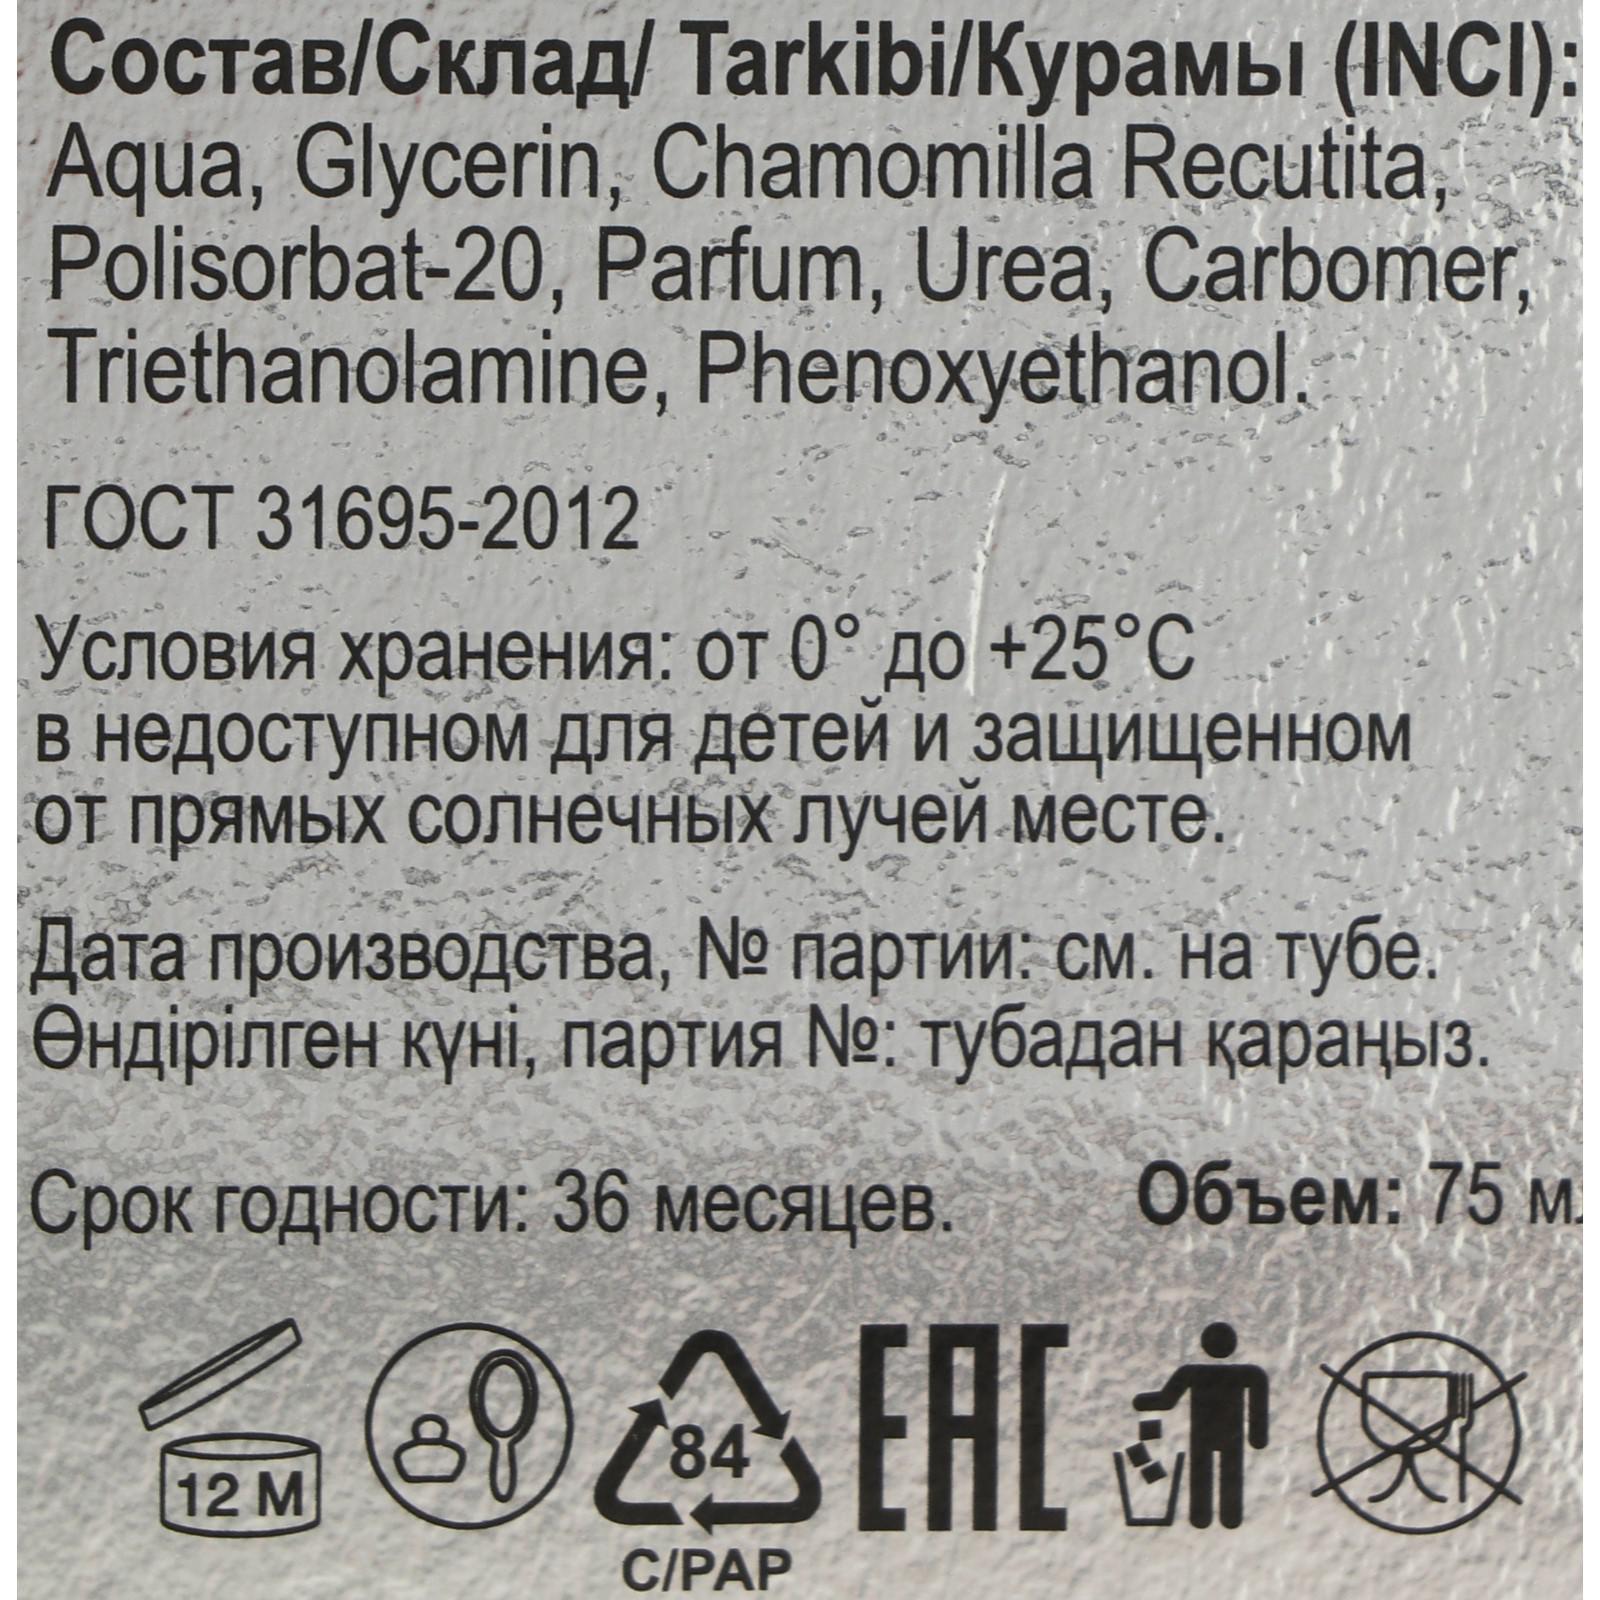 Состав/Склад/ Tarkibi/Курамы (INCI):
Aqua, Glycerin, Chamomilla Recutita,
Polisorbat-20, Parfum, Urea, Carbomer,
Triethanolamine, Phenoxyethanol.
ГОСТ 31695-2012
Условия хранения: от 0° до +25°С
в недоступном для детей и защищенном
от прямых солнечных лучей месте.
Дата производства, № партии: см. на тубе.
Өндірілген күні, партия №: тубадан қараңыз.
Срок годности: 36 месяцев. Объем: 75 мл
12 M
84
EAC
C/PAP